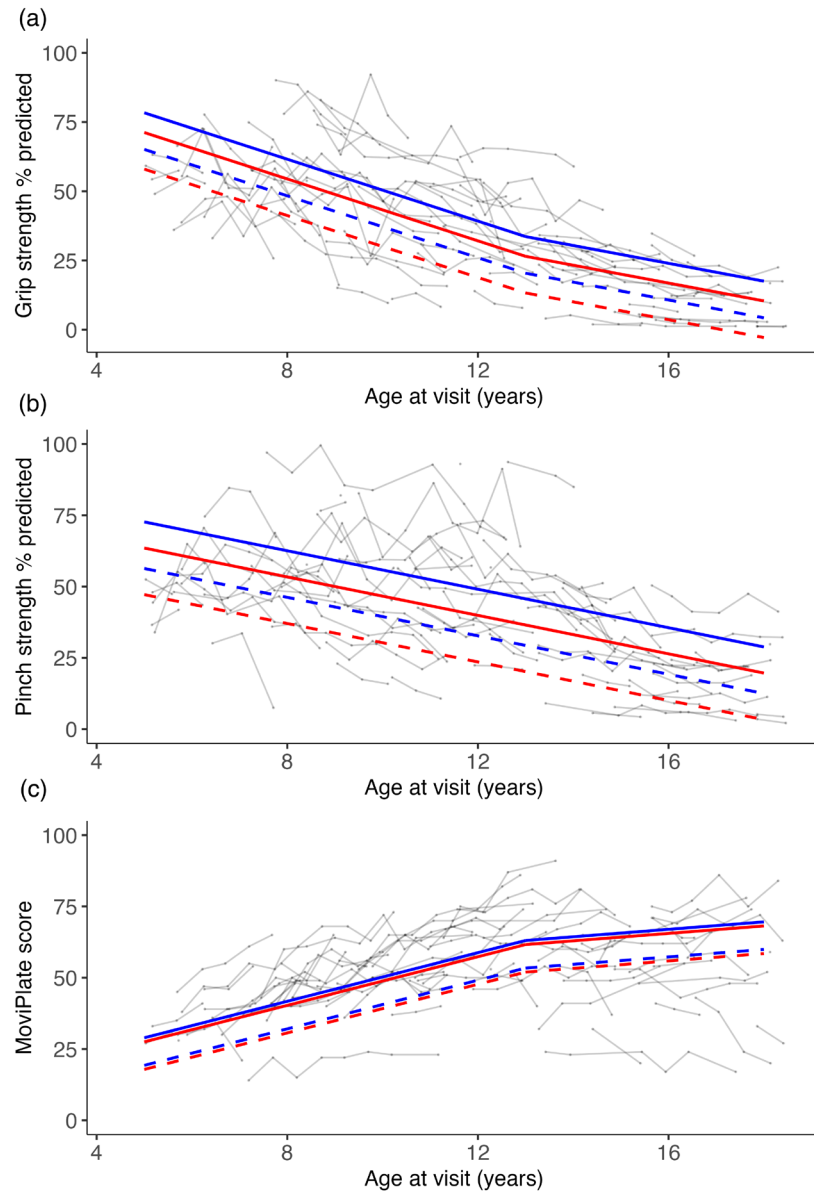 (a)
Grip strength % predicted
100
75
50
25
0
4 8 12 16
Age at visit (years)
(b)
Pinch strength % predicted
100
75
50
25
0
4 8 12 16
Age at visit (years)
(c)
MoviPlate score
100
75
50
25
0
4 8 12 16
Age at visit (years)